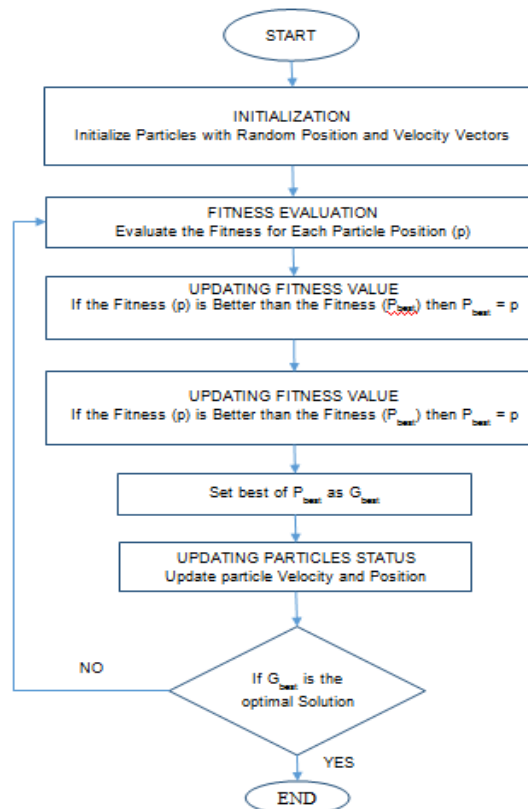 START
INITIALIZATION
Initialize Particles with Random Position and Velocity Vectors
FITNESS EVALUATION
Evaluate the Fitness for Each Particle Position (p)
UPDATING FITNESS VALUE
If the Fitness (p) is Better than the Fitness (Pbest) then Pbest = p
UPDATING FITNESS VALUE
If the Fitness (p) is Better than the Fitness (Pbest) then Pbest = p
Set best of Pbest as Gbest
UPDATING PARTICLES STATUS
Update particle Velocity and Position
If Gbest is the
optimal Solution
NO
YES
END